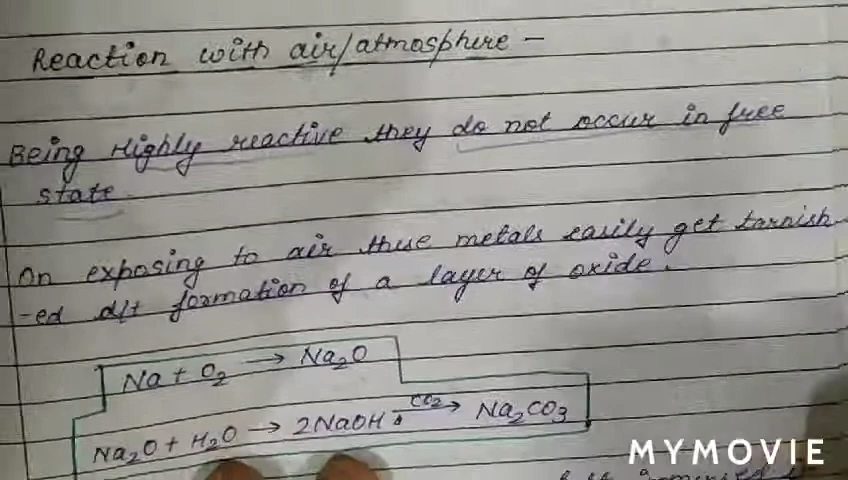 Reaction with air/atmosphere -
Being Highly reactive they do not occur in free
state
On exposing to air these metals easily get tarnish
-ed d/t formation of a layer of oxide.
Na + O₂ → Na₂O
Na₂O + H₂O → 2NaOH CO₂→ Na₂CO₃
MYMOVIE